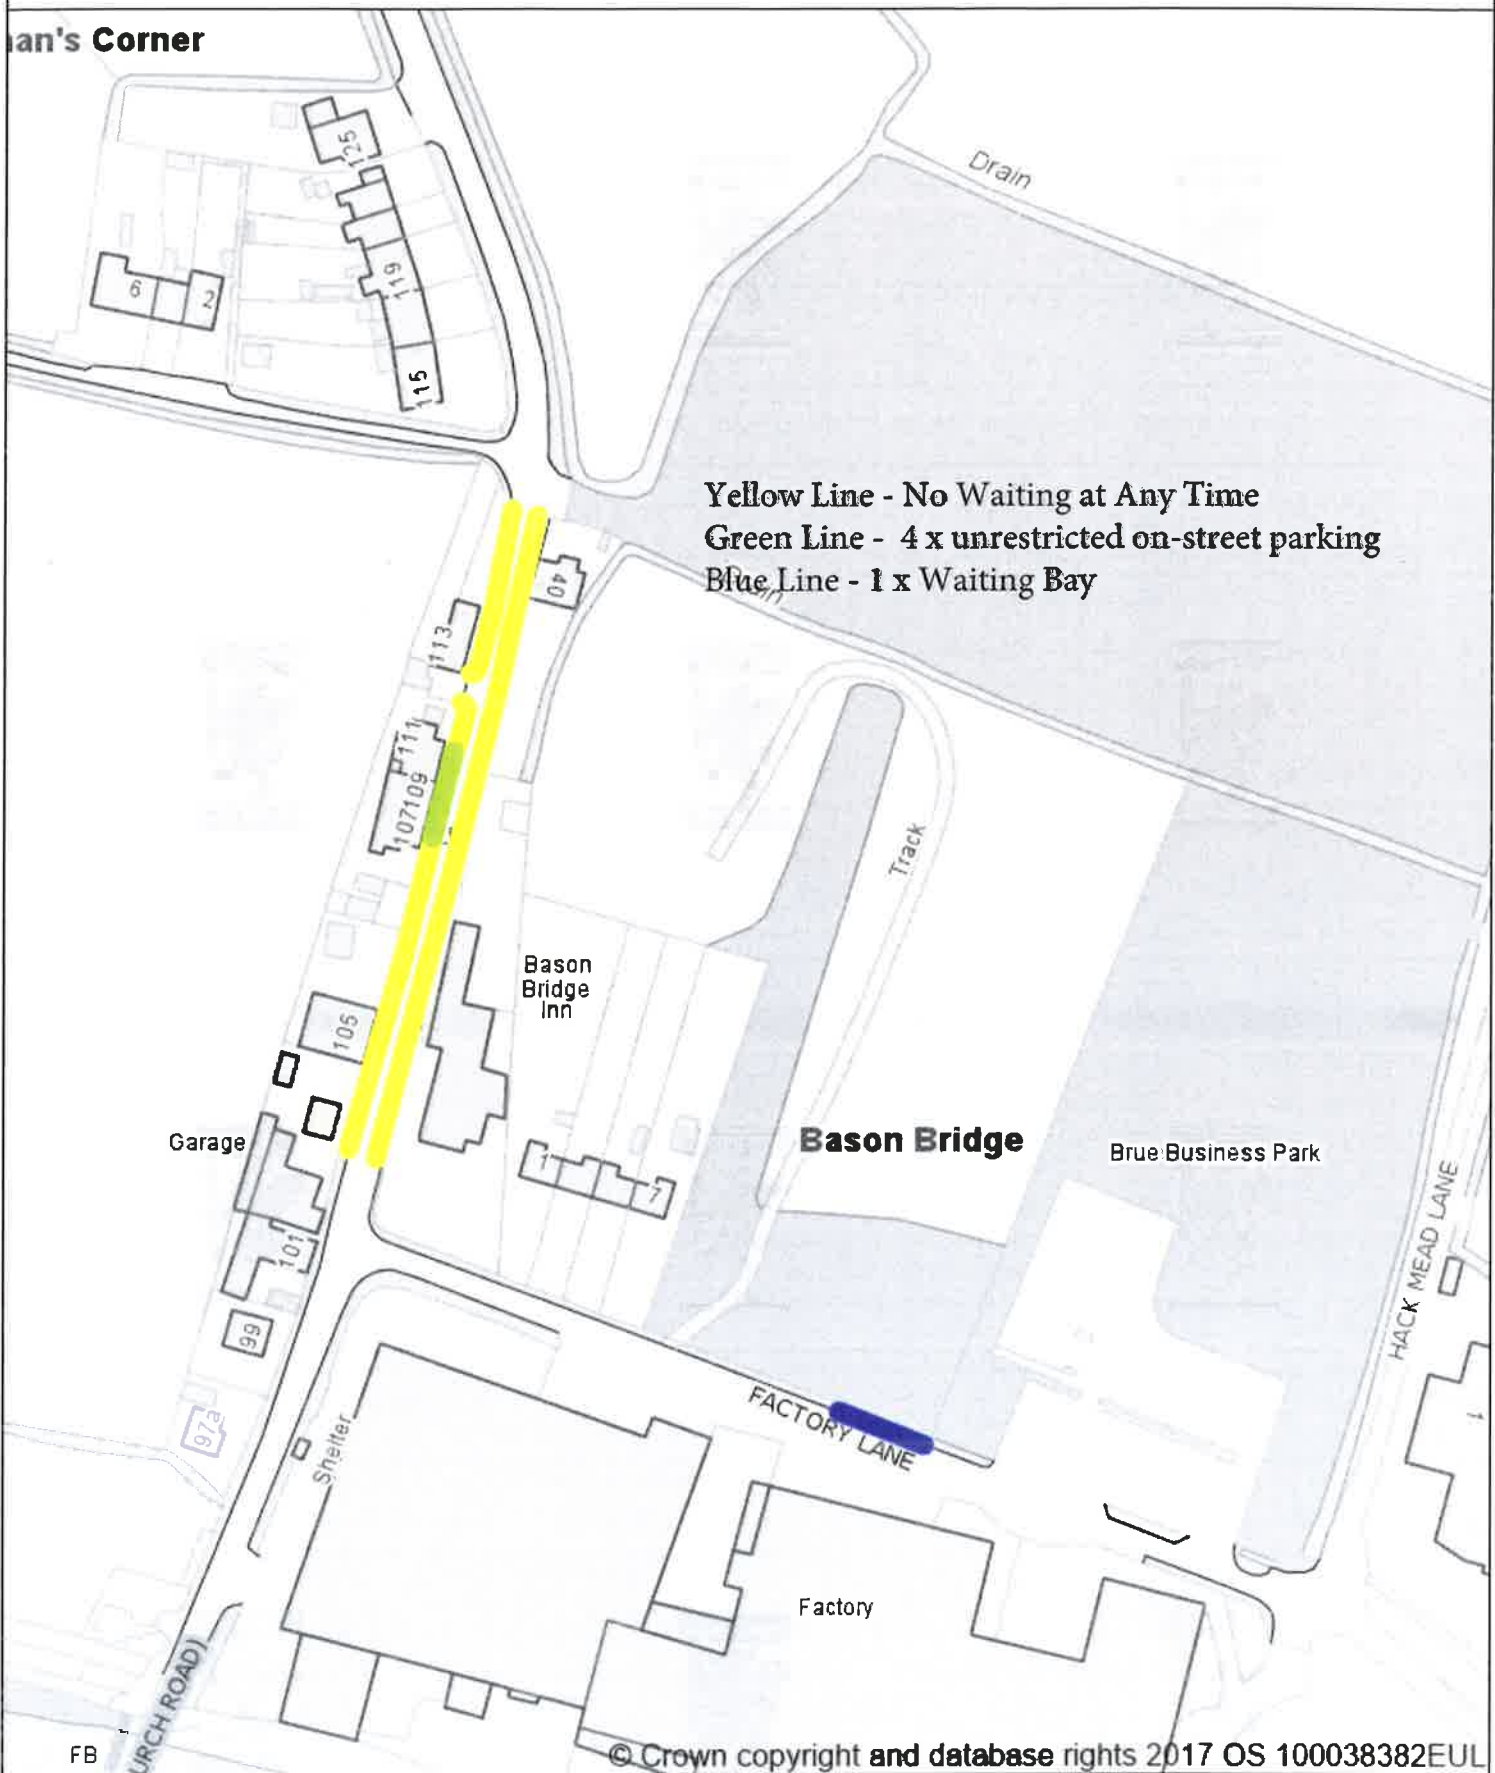 an's Corner
125
Drain
119
6
2
115
Yellow Line - No Waiting at Any Time
Green Line - 4 x unrestricted on-street parking
Blue Line - 1 x Waiting Bay
40
113
111
107109
Track
Bason
Bridge
Inn
105
Garage
Bason Bridge
Brue Business Park
1
7
HACK MEAD LANE
101
99
97a
Shelter
FACTORY LANE
1
Factory
URCH ROAD)
FB
© Crown copyright and database rights 2017 OS 100038382EUL